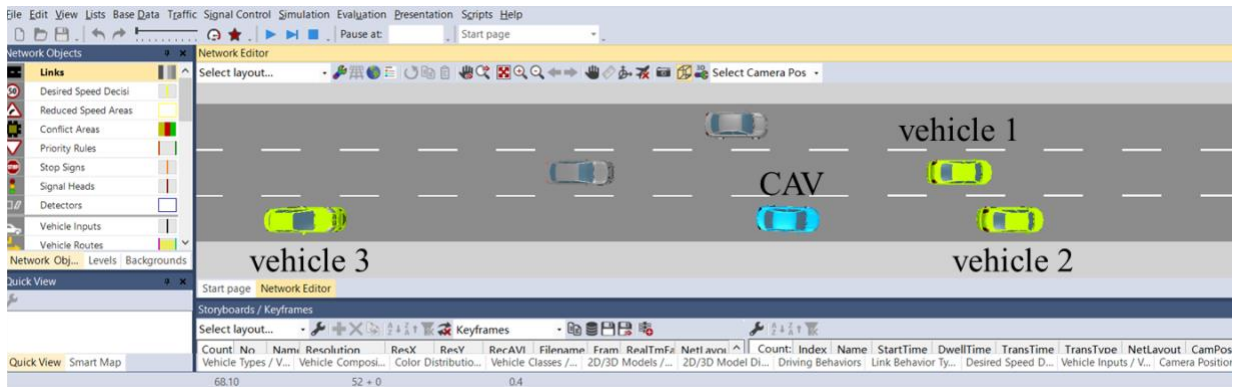 File Edit View Lists Base Data Traffic Signal Control Simulation Evaluation Presentation Scripts Help
Pause at: Start page
Network Objects
Network Editor
Links
Select layout... Select Camera Pos
50 Desired Speed Decisi
Reduced Speed Areas
Conflict Areas
Priority Rules
Stop Signs
Signal Heads
Detectors
Vehicle Inputs
Vehicle Routes
Network Obj... Levels Backgrounds
vehicle 1
CAV
vehicle 3
vehicle 2
Quick View
Start page Network Editor
Storyboards / Keyframes
Select layout... Keyframes
Count No Resolution ResX ResY RecAVI Filename Fram Count: Index Name StartTime DwellTime TransTime TransType NetLayout CamPos
Quick View Smart Map
Vehicle Types / V... Vehicle Composi... Color Distributio... Vehicle Classes /... 2D/3D Models /... 2D/3D Model Di... Driving Behaviors Link Behavior Ty... Desired Speed D... Vehicle Inputs / V... Camera Position
68.10 52 + 0 0.4